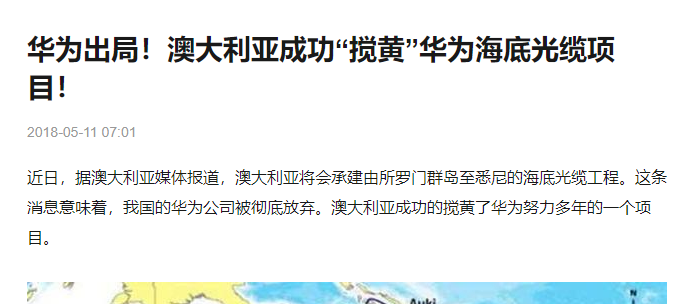 华为出局！澳大利亚成功“搅黄”华为海底光缆项
目！
2018-05-11 07:01
近日，据澳大利亚媒体报道，澳大利亚将会承建由所罗门群岛至悉尼的海底光缆工程。这条
消息意味着，我国的华为公司被彻底放弃。澳大利亚成功的搅黄了华为努力多年的一个项
目。
Auki
N